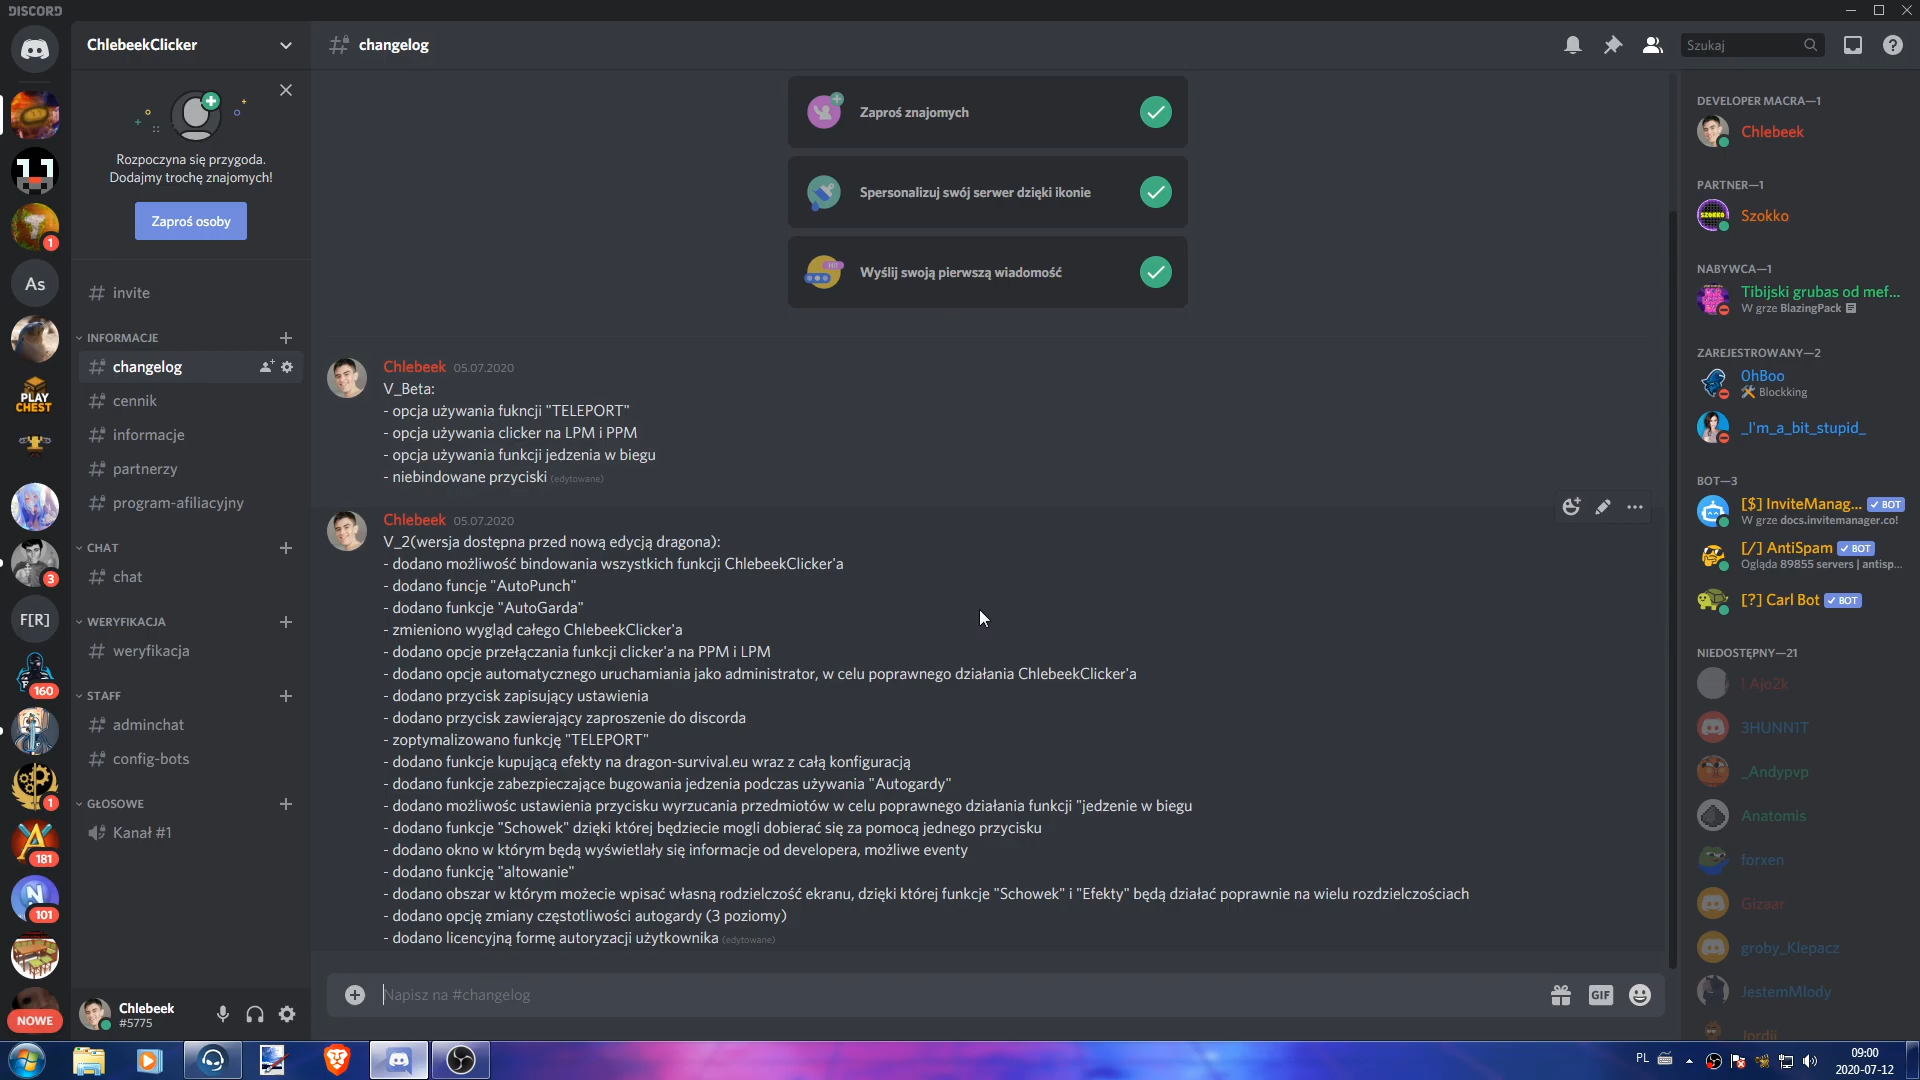 DISCORD
ChlebeekClicker
changelog
Szukaj
Rozpoczyna się przygoda.
Dodajmy trochę znajomych!
Zaproś osoby
invite
INFORMACJE
changelog
cennik
informacje
partnerzy
program-afiliacyjny
CHAT
chat
WERYFIKACJA
weryfikacja
STAFF
adminchat
config-bots
GŁOSOWE
Kanał #1
1
As
PLAY
CHEST
3
F[R]
160
1
181
N
101
NOWE
Chlebeek
#5775
Zaproś znajomych
Spersonalizuj swój serwer dzięki ikonie
Wyślij swoją pierwszą wiadomość
Chlebeek 05.07.2020
V_Beta:
- opcja używania fukncji "TELEPORT"
- opcja używania clicker na LPM i PPM
- opcja używania funkcji jedzenia w biegu
- niebindowane przyciski (edytowane)
Chlebeek 05.07.2020
V_2(wersja dostępna przed nową edycją dragona):
- dodano możliwość bindowania wszystkich funkcji ChlebeekClicker'a
- dodano funcje "AutoPunch"
- dodano funkcje "AutoGarda"
- zmieniono wygląd całego ChlebeekClicker'a
- dodano opcje przełączania funkcji clicker'a na PPM i LPM
- dodano opcje automatycznego uruchamiania jako administrator, w celu poprawnego działania ChlebeekClicker'a
- dodano przycisk zapisujący ustawienia
- dodano przycisk zawierający zaproszenie do discorda
- zoptymalizowano funkcję "TELEPORT"
- dodano funkcje kupującą efekty na dragon-survival.eu wraz z całą konfiguracją
- dodano funkcje zabezpieczające bugowania jedzenia podczas używania "Autogardy"
- dodano możliwośc ustawienia przycisku wyrzucania przedmiotów w celu poprawnego działania funkcji "jedzenie w biegu
- dodano funkcje "Schowek" dzięki której będziecie mogli dobierać się za pomocą jednego przycisku
- dodano okno w którym będą wyświetlały się informacje od developera, możliwe eventy
- dodano funkcję "altowanie"
- dodano obszar w którym możecie wpisać własną rodzielczość ekranu, dzięki której funkcje "Schowek" i "Efekty" będą działać poprawnie na wielu rozdzielczościach
- dodano opcję zmiany częstotliwości autogardy (3 poziomy)
- dodano licencyjną formę autoryzacji użytkownika (edytowane)
Napisz na #changelog
GIF
DEVELOPER MACRA—1
Chlebeek
PARTNER—1
SZOKKO
Szokko
NABYWCA—1
Tibijski grubas od mef...
W grze BlazingPack
ZAREJESTROWANY—2
OhBoo
Blockking
_I'm_a_bit_stupid_
BOT—3
[$] InviteManag... BOT
W grze docs.invitemanager.co!
[/] AntiSpam BOT
Ogląda 89855 servers | antisp...
[?] Carl Bot BOT
NIEDOSTĘPNY—21
! Ajo2k
3HUNN1T
_Andypvp
Anatomis
forxen
Gizaar
groby_Klepacz
JestemMlody
Jordii
PL
09:00
2020-07-12